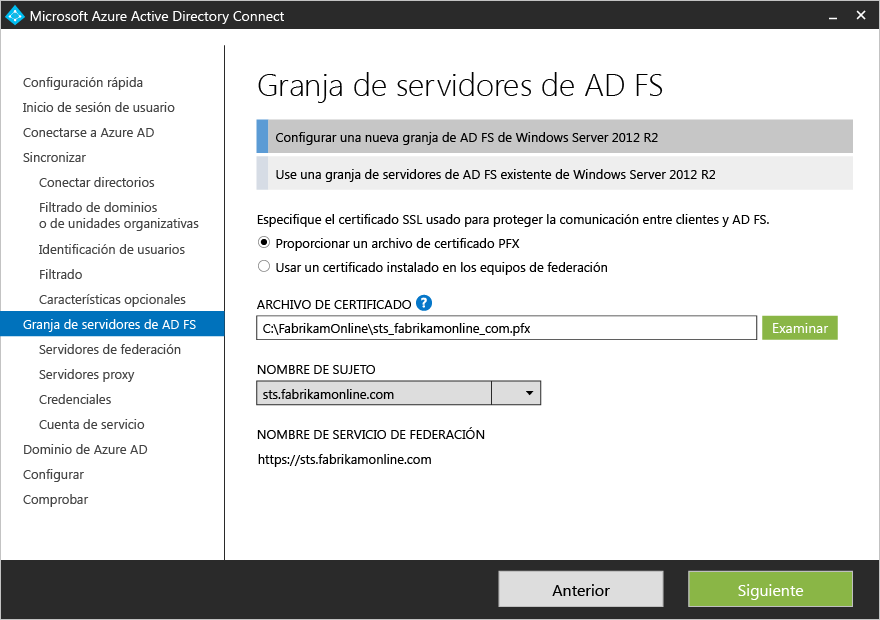 Microsoft Azure Active Directory Connect
Configuración rápida
Inicio de sesión de usuario
Conectarse a Azure AD
Sincronizar
Conectar directorios
Filtrado de dominios
o de unidades organizativas
Identificación de usuarios
Filtrado
Características opcionales
Granja de servidores de AD FS
Servidores de federación
Servidores proxy
Credenciales
Cuenta de servicio
Dominio de Azure AD
Configurar
Comprobar
Granja de servidores de AD FS
Configurar una nueva granja de AD FS de Windows Server 2012 R2
Use una granja de servidores de AD FS existente de Windows Server 2012 R2
Especifique el certificado SSL usado para proteger la comunicación entre clientes y AD FS.
Proporcionar un archivo de certificado PFX
Usar un certificado instalado en los equipos de federación
ARCHIVO DE CERTIFICADO ?
C:\FabrikamOnline\sts_fabrikamonline_com.pfx
Examinar
NOMBRE DE SUJETO
sts.fabrikamonline.com
NOMBRE DE SERVICIO DE FEDERACIÓN
https://sts.fabrikamonline.com
Anterior
Siguiente